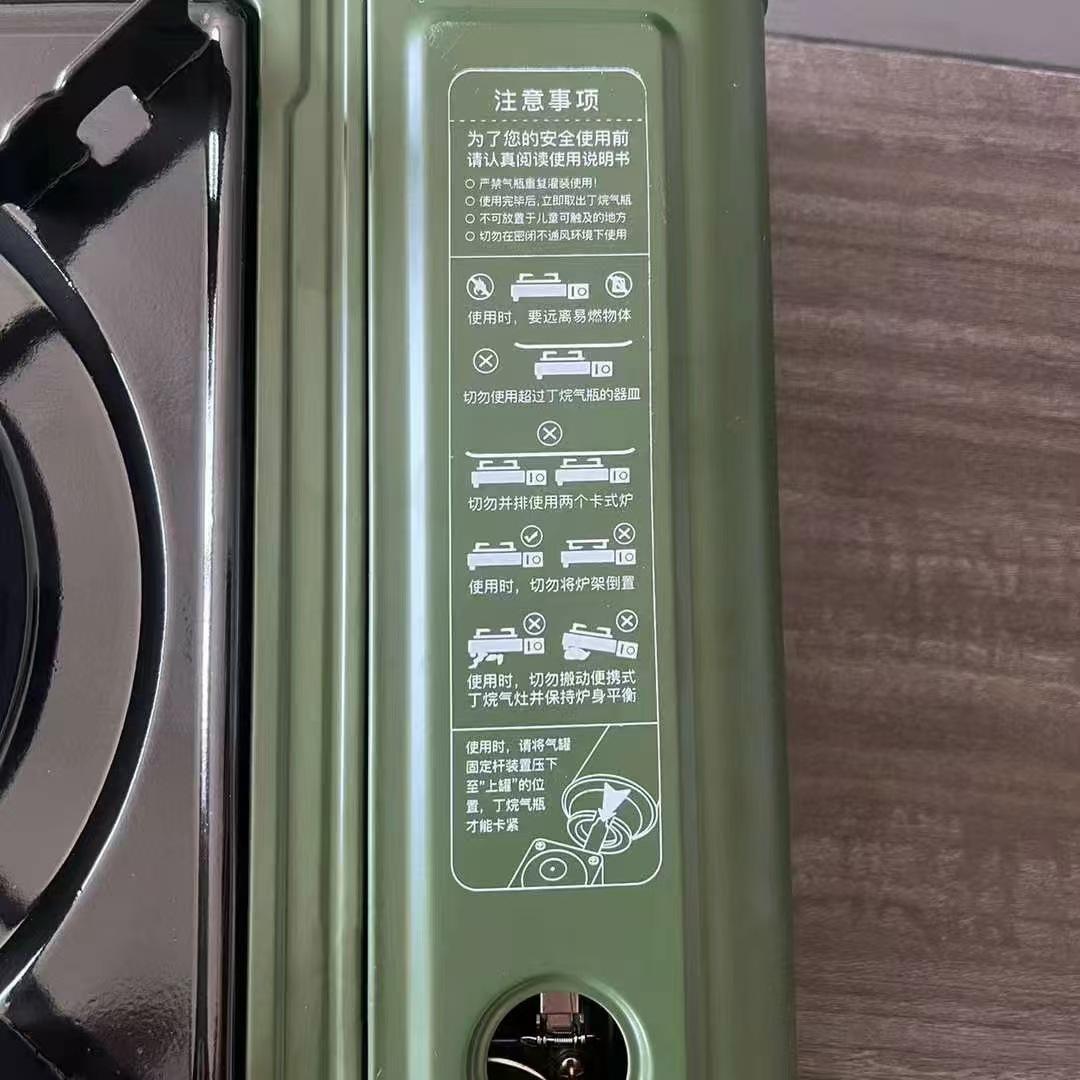 注意事项
为了您的安全使用前
请认真阅读使用说明书
○ 严禁气瓶重复灌装使用！
○ 使用完毕后，立即取出丁烷气瓶
○ 不可放置于儿童可触及的地方
○ 切勿在密闭不通风环境下使用
使用时，要远离易燃物体
切勿使用超过丁烷气瓶的器皿
切勿并排使用两个卡式炉
使用时，切勿将炉架倒置
使用时，切勿搬动便携式
丁烷气灶并保持炉身平衡
使用时，请将气罐
固定杆装置压下
至"上罐"的位
置，丁烷气瓶
才能卡紧